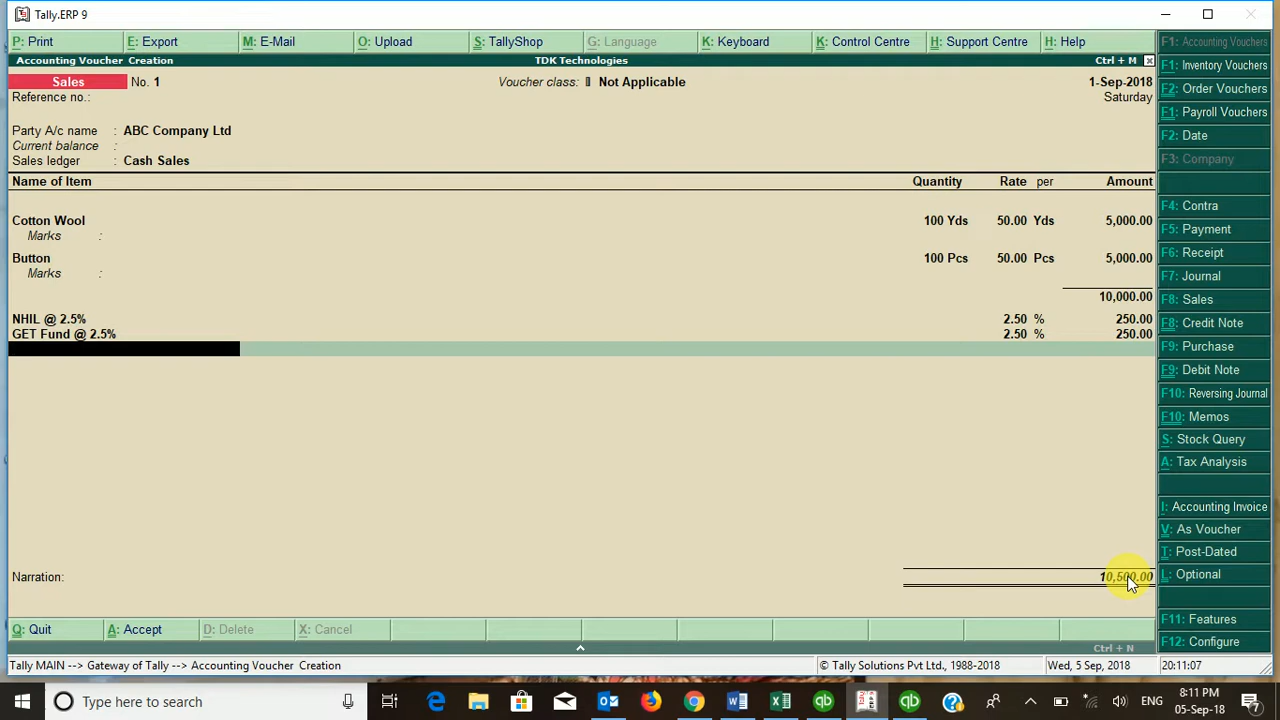 Tally.ERP 9
P: Print E: Export M: E-Mail O: Upload S: TallyShop G: Language K: Keyboard K: Control Centre H: Support Centre H: Help
Accounting Voucher Creation TDK Technologies Ctrl + M
Sales No. 1 Voucher class: Not Applicable 1-Sep-2018
Reference no.: Saturday
Party A/c name : ABC Company Ltd
Current balance :
Sales ledger : Cash Sales
Name of Item Quantity Rate per Amount
Cotton Wool 100 Yds 50.00 Yds 5,000.00
Marks :
Button 100 Pcs 50.00 Pcs 5,000.00
Marks :
10,000.00
NHIL @ 2.5% 2.50 % 250.00
GET Fund @ 2.5% 2.50 % 250.00
Narration: 10,500.00
F1: Accounting Vouchers
F1: Inventory Vouchers
F2: Order Vouchers
F1: Payroll Vouchers
F2: Date
F3: Company
F4: Contra
F5: Payment
F6: Receipt
F7: Journal
F8: Sales
F8: Credit Note
F9: Purchase
F9: Debit Note
F10: Reversing Journal
F10: Memos
S: Stock Query
A: Tax Analysis
I: Accounting Invoice
V: As Voucher
T: Post-Dated
L: Optional
F11: Features
F12: Configure
Q: Quit A: Accept D: Delete X: Cancel
Ctrl + N
Tally MAIN --> Gateway of Tally --> Accounting Voucher Creation © Tally Solutions Pvt Ltd., 1988-2018 Wed, 5 Sep, 2018 20:11:07
Type here to search ENG 8:11 PM
05-Sep-18 7